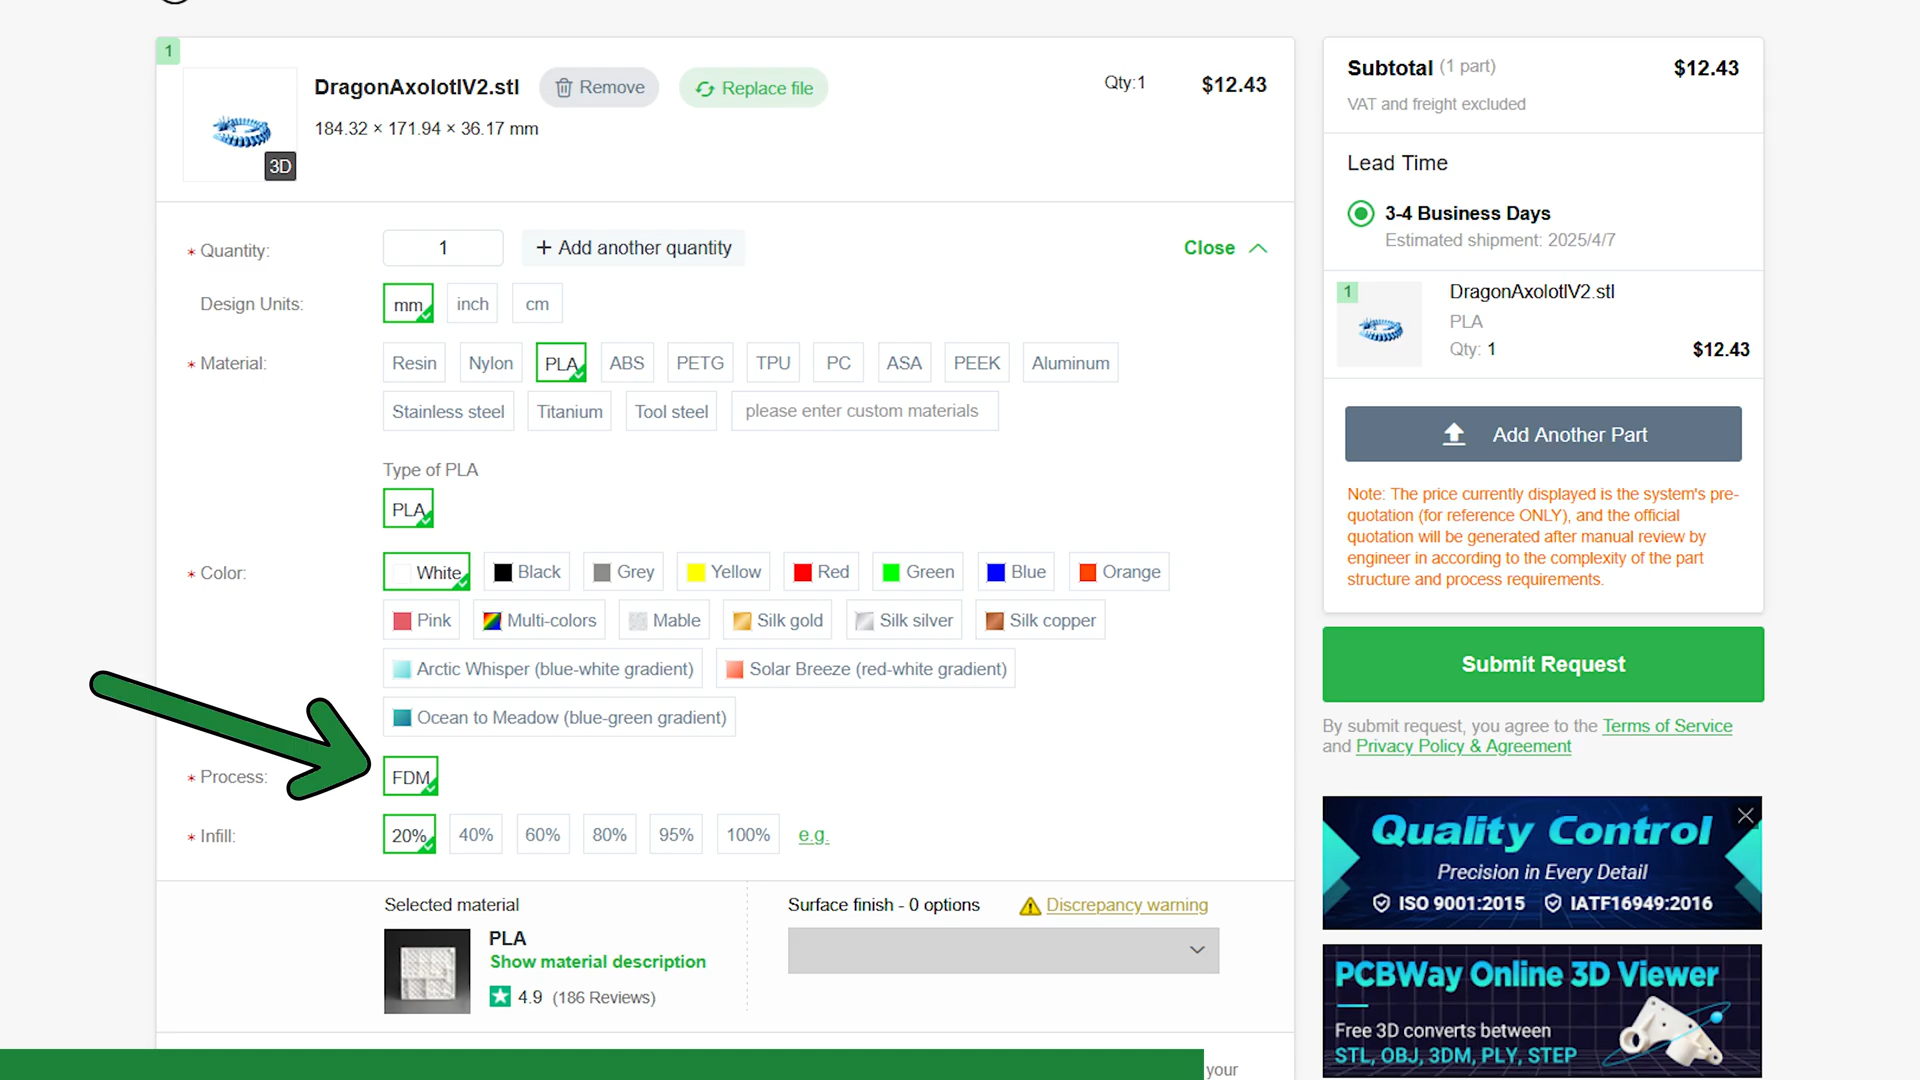 1
DragonAxolotlV2.stl Remove Replace file Qty:1 $12.43
184.32 × 171.94 × 36.17 mm
3D
* Quantity: 1 + Add another quantity Close
Design Units: mm inch cm
* Material: Resin Nylon PLA ABS PETG TPU PC ASA PEEK Aluminum
Stainless steel Titanium Tool steel please enter custom materials
Type of PLA
PLA
* Color: White Black Grey Yellow Red Green Blue Orange
Pink Multi-colors Mable Silk gold Silk silver Silk copper
Arctic Whisper (blue-white gradient) Solar Breeze (red-white gradient)
Ocean to Meadow (blue-green gradient)
* Process: FDM
* Infill: 20% 40% 60% 80% 95% 100% e.g.
Selected material
PLA
Show material description
4.9 (186 Reviews)
Surface finish - 0 options Discrepancy warning
your
Subtotal (1 part) $12.43
VAT and freight excluded
Lead Time
3-4 Business Days
Estimated shipment: 2025/4/7
1
DragonAxolotlV2.stl
PLA
Qty: 1 $12.43
Add Another Part
Note: The price currently displayed is the system's pre-
quotation (for reference ONLY), and the official
quotation will be generated after manual review by
engineer in according to the complexity of the part
structure and process requirements.
Submit Request
By submit request, you agree to the Terms of Service
and Privacy Policy & Agreement
Quality Control
Precision in Every Detail
ISO 9001:2015 IATF16949:2016
PCBWay Online 3D Viewer
Free 3D converts between
STL, OBJ, 3DM, PLY, STEP